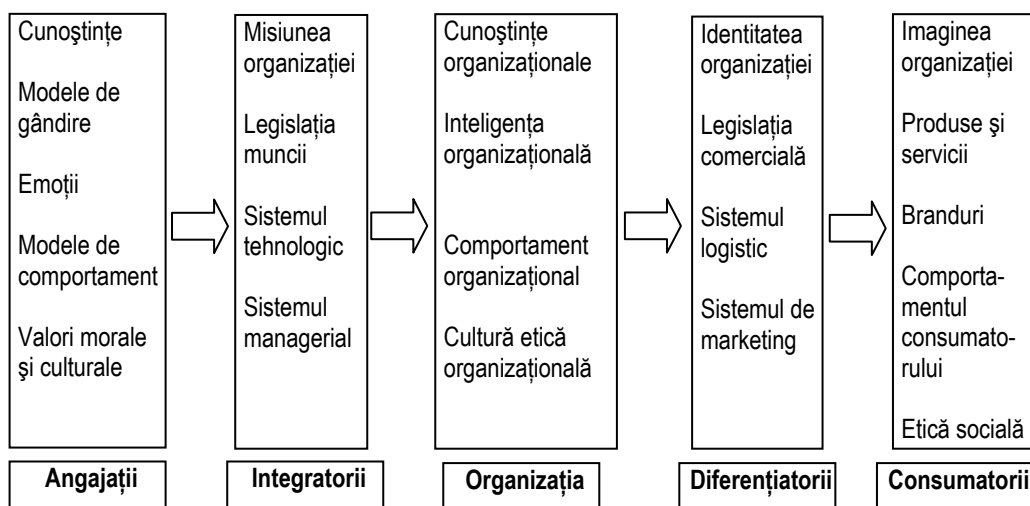 Cunoştinţe
Modele de
gândire
Emoţii
Modele de
comportament
Valori morale
şi culturale
Angajaţii
Misiunea
organizaţiei
Legislaţia
muncii
Sistemul
tehnologic
Sistemul
managerial
Integratorii
Cunoştinţe
organizaţionale
Inteligenţa
organizaţională
Comportament
organizaţional
Cultură etică
organizaţională
Organizaţia
Identitatea
organizaţiei
Legislaţia
comercială
Sistemul
logistic
Sistemul de
marketing
Diferenţiatorii
Imaginea
organizaţiei
Produse şi
servicii
Branduri
Comporta-
mentul
consumato-
rului
Etică socială
Consumatorii